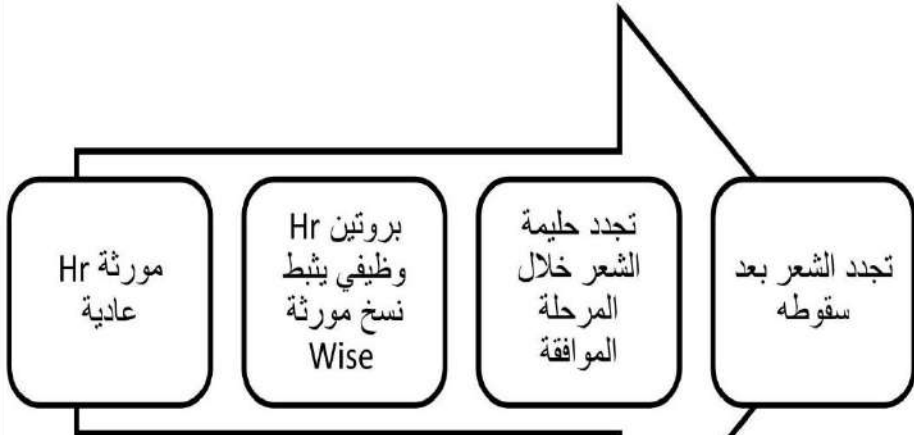 مورثة Hr
عادية
بروتين Hr
وظيفي يثبط
نسخ مورثة
Wise
تجدد حليمة
الشعر خلال
المرحلة
الموافقة
تجدد الشعر بعد
سقوطه